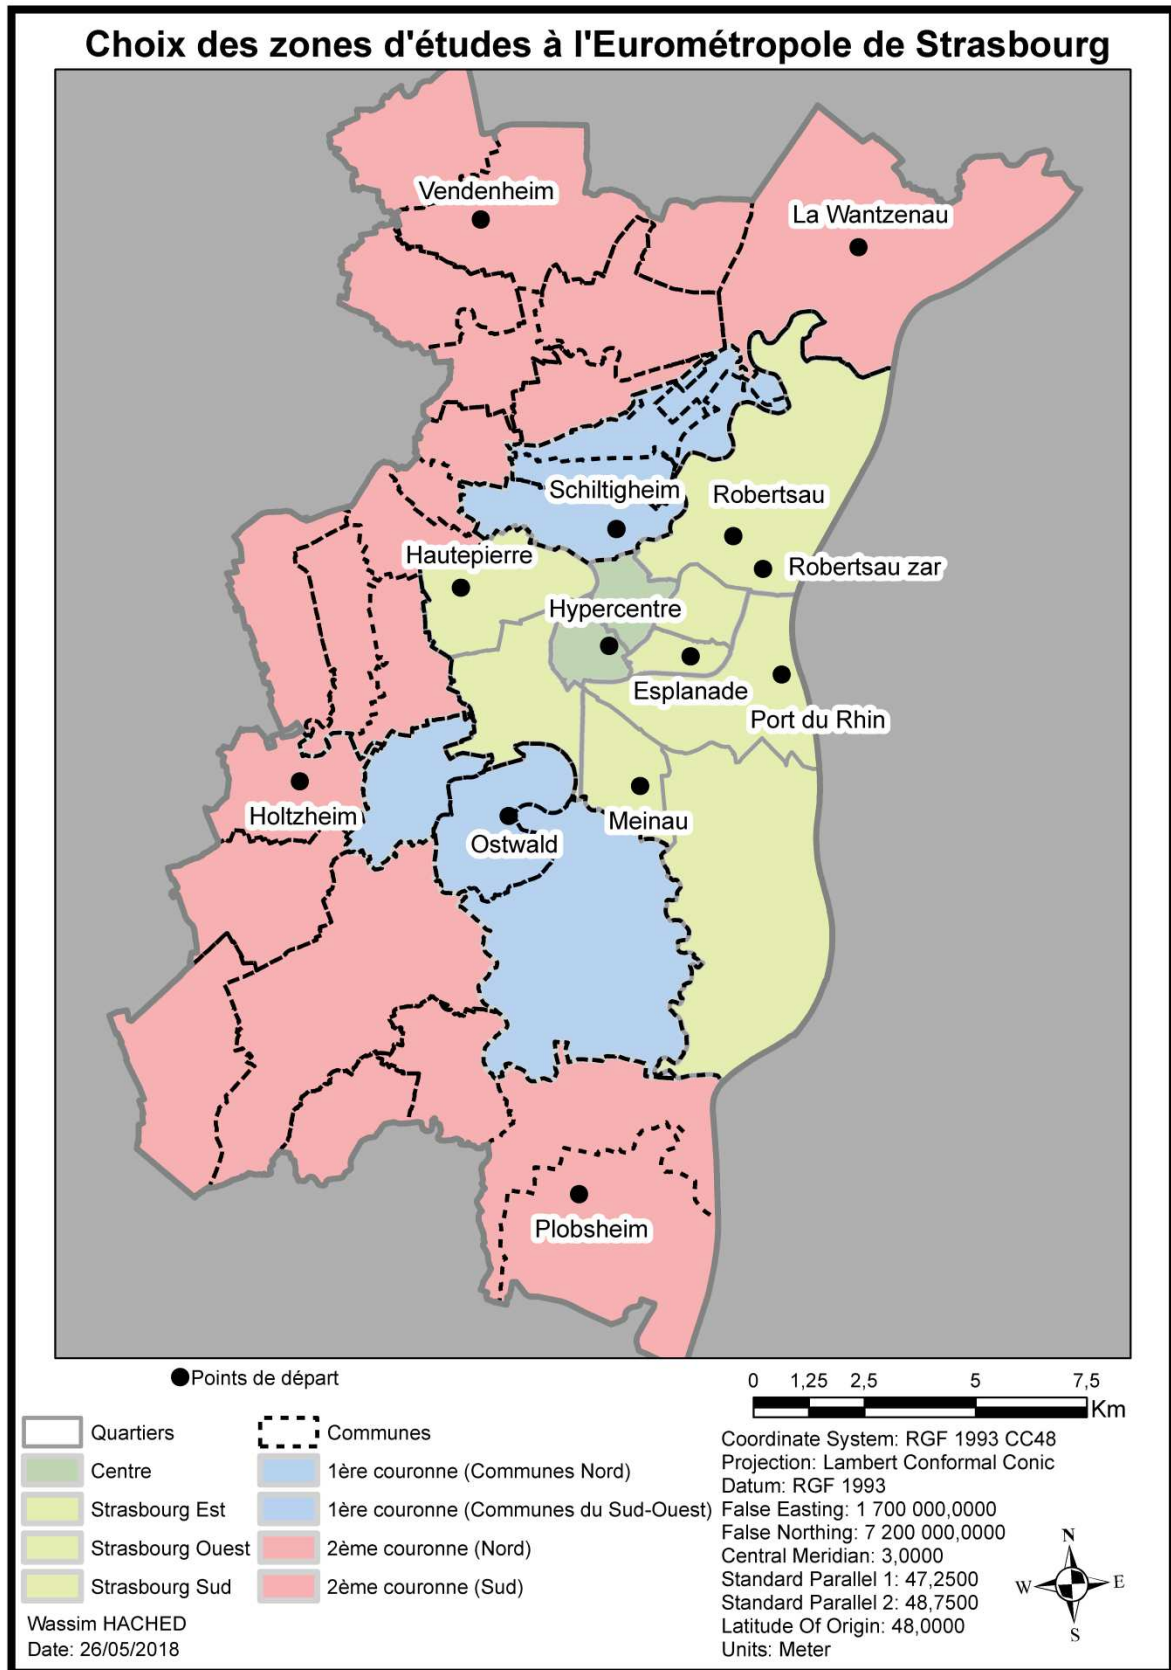 Choix des zones d'études à l'Eurométropole de Strasbourg
Vendenheim
La Wantzenau
Schiltigheim
Robertsau
Hautepierre
Robertsau zar
Hypercentre
Esplanade
Port du Rhin
Holtzheim
Ostwald
Meinau
Plobsheim
Points de départ
Quartiers
Centre
Strasbourg Est
Strasbourg Ouest
Strasbourg Sud
Communes
1ère couronne (Communes Nord)
1ère couronne (Communes du Sud-Ouest)
2ème couronne (Nord)
2ème couronne (Sud)
Wassim HACHED
Date: 26/05/2018
0 1,25 2,5 5 7,5
Km
Coordinate System: RGF 1993 CC48
Projection: Lambert Conformal Conic
Datum: RGF 1993
False Easting: 1 700 000,0000
False Northing: 7 200 000,0000
Central Meridian: 3,0000
Standard Parallel 1: 47,2500
Standard Parallel 2: 48,7500
Latitude Of Origin: 48,0000
Units: Meter
N
W E
S